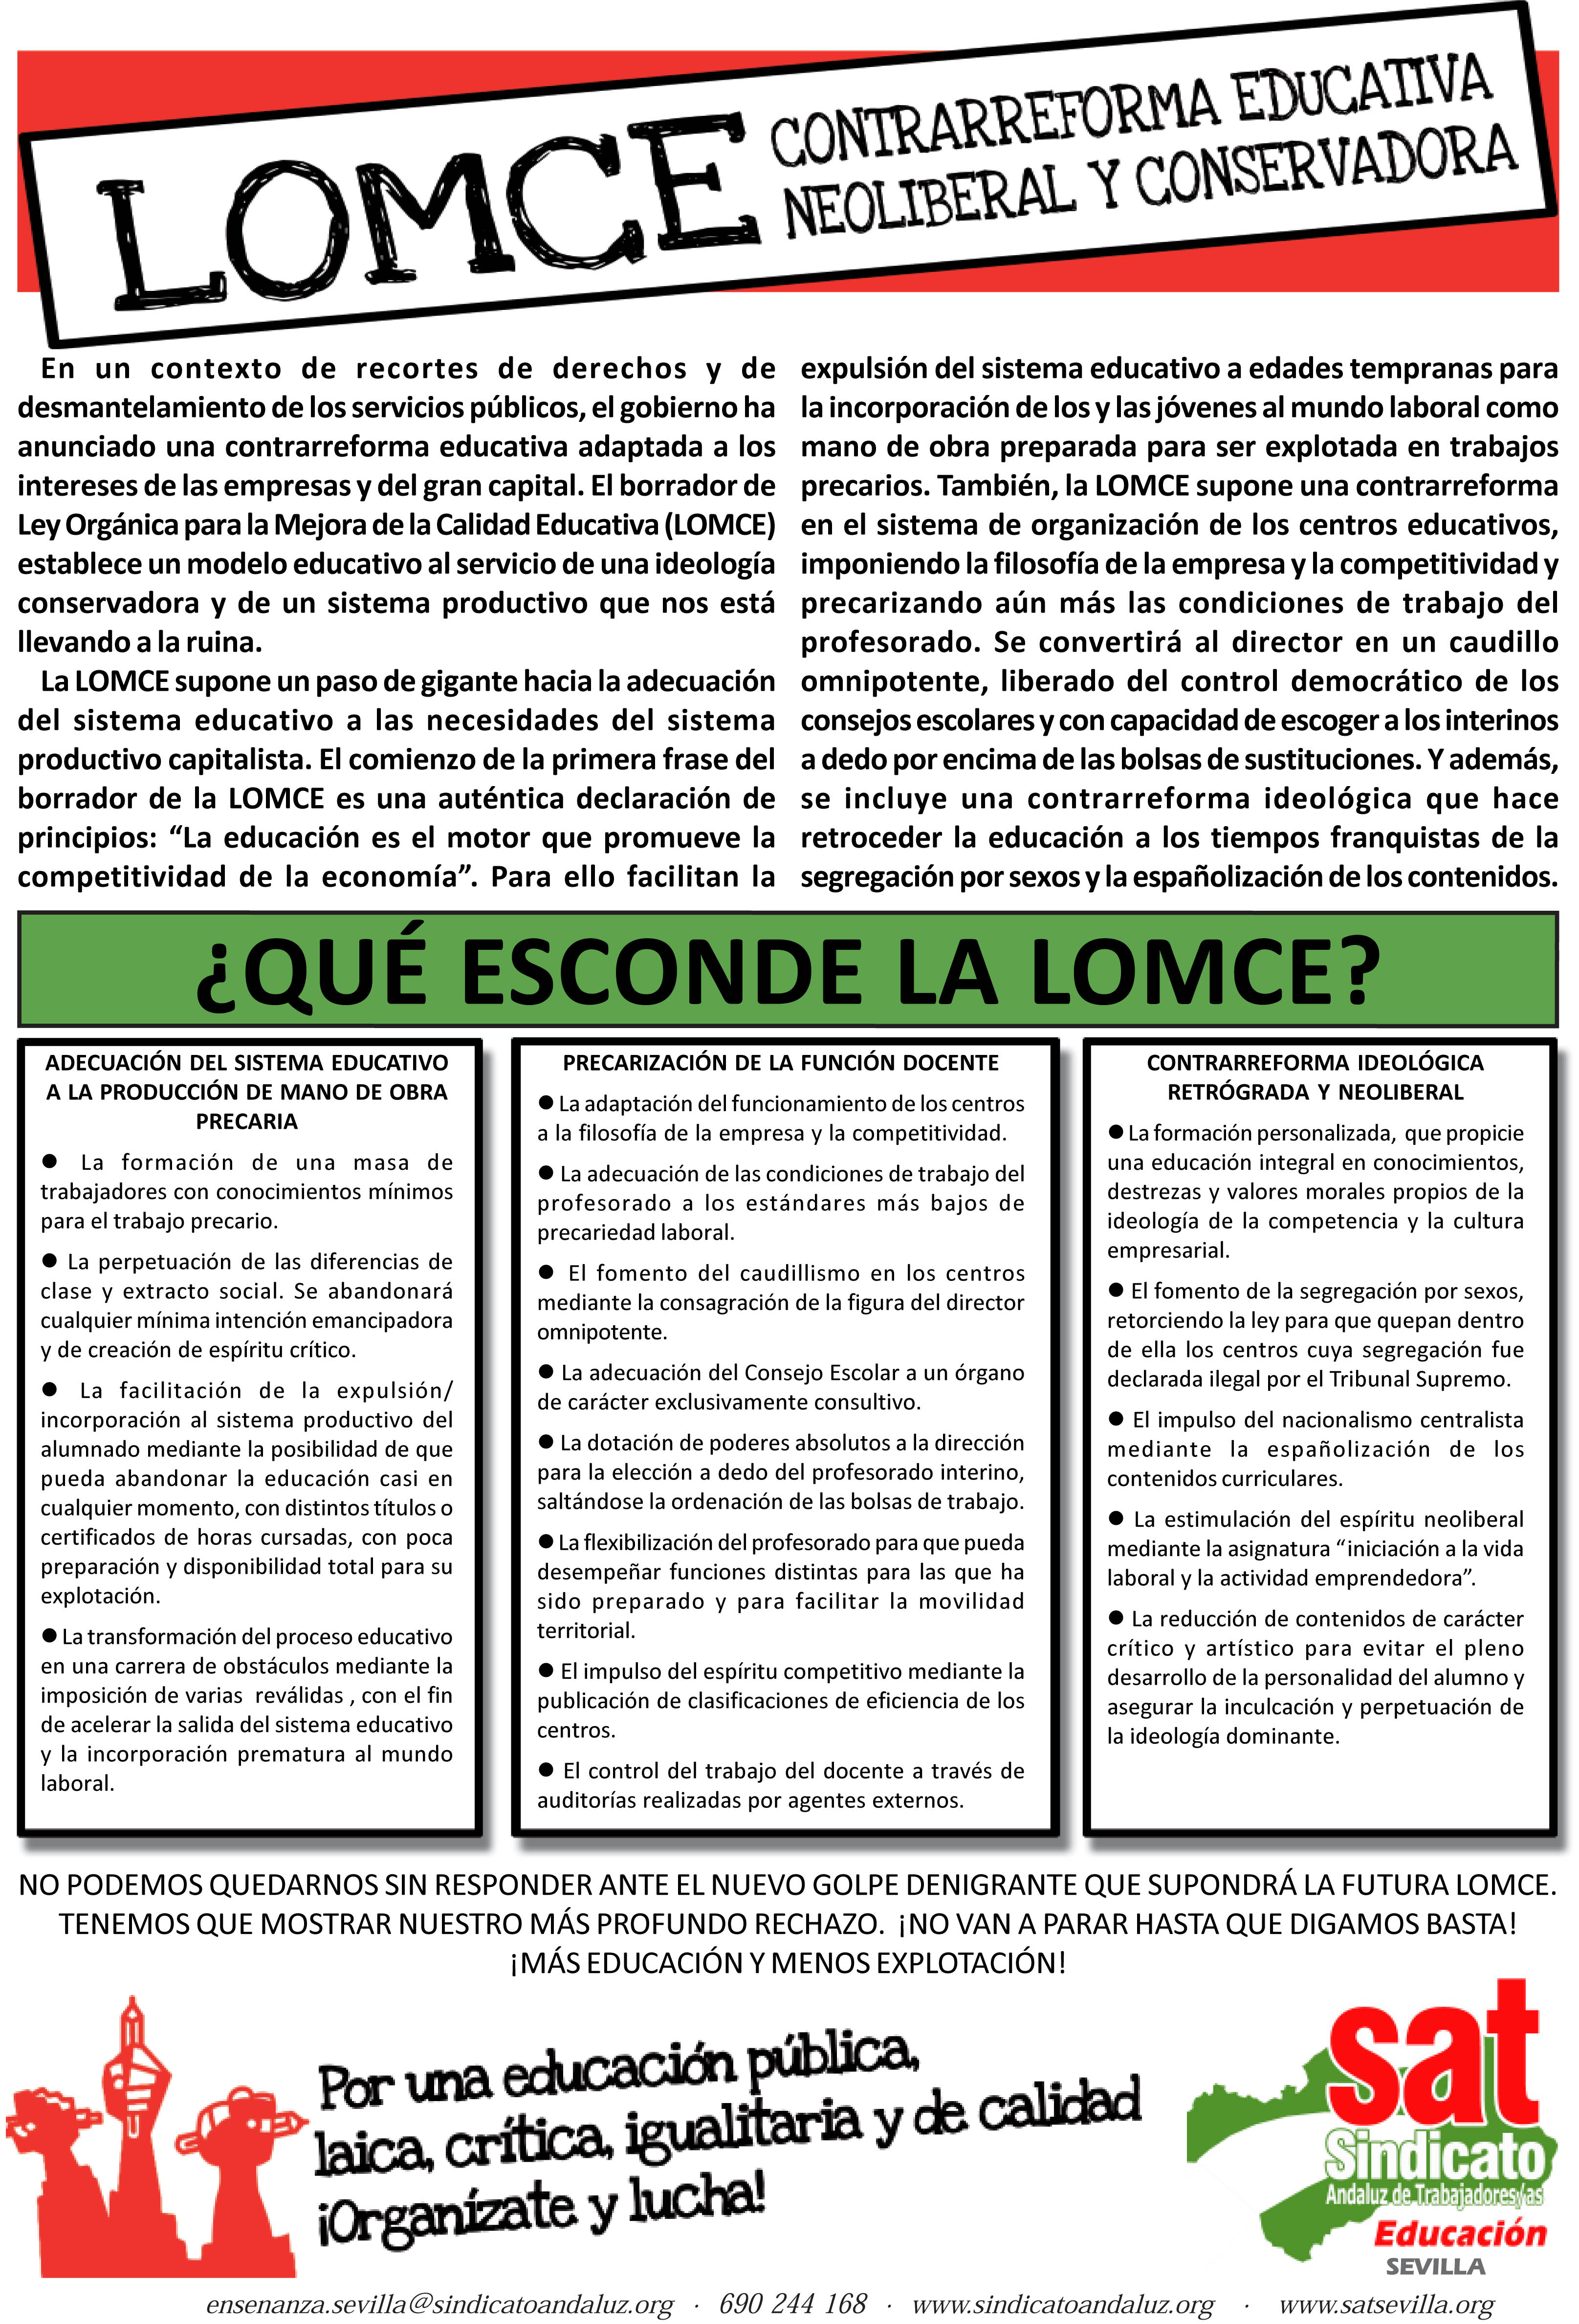 LOMCE CONTRARREFORMA EDUCATIVA
NEOLIBERAL Y CONSERVADORA
En un contexto de recortes de derechos y de
desmantelamiento de los servicios públicos, el gobierno ha
anunciado una contrarreforma educativa adaptada a los
intereses de las empresas y del gran capital. El borrador de
Ley Orgánica para la Mejora de la Calidad Educativa (LOMCE)
establece un modelo educativo al servicio de una ideología
conservadora y de un sistema productivo que nos está
llevando a la ruina.
La LOMCE supone un paso de gigante hacia la adecuación
del sistema educativo a las necesidades del sistema
productivo capitalista. El comienzo de la primera frase del
borrador de la LOMCE es una auténtica declaración de
principios: “La educación es el motor que promueve la
competitividad de la economía”. Para ello facilitan la
expulsión del sistema educativo a edades tempranas para
la incorporación de los y las jóvenes al mundo laboral como
mano de obra preparada para ser explotada en trabajos
precarios. También, la LOMCE supone una contrarreforma
en el sistema de organización de los centros educativos,
imponiendo la filosofía de la empresa y la competitividad y
precarizando aún más las condiciones de trabajo del
profesorado. Se convertirá al director en un caudillo
omnipotente, liberado del control democrático de los
consejos escolares y con capacidad de escoger a los interinos
a dedo por encima de las bolsas de sustituciones. Y además,
se incluye una contrarreforma ideológica que hace
retroceder la educación a los tiempos franquistas de la
segregación por sexos y la españolización de los contenidos.
¿QUÉ ESCONDE LA LOMCE?
ADECUACIÓN DEL SISTEMA EDUCATIVO
A LA PRODUCCIÓN DE MANO DE OBRA
PRECARIA
● La formación de una masa de
trabajadores con conocimientos mínimos
para el trabajo precario.
● La perpetuación de las diferencias de
clase y extracto social. Se abandonará
cualquier mínima intención emancipadora
y de creación de espíritu crítico.
● La facilitación de la expulsión/
incorporación al sistema productivo del
alumnado mediante la posibilidad de que
pueda abandonar la educación casi en
cualquier momento, con distintos títulos o
certificados de horas cursadas, con poca
preparación y disponibilidad total para su
explotación.
● La transformación del proceso educativo
en una carrera de obstáculos mediante la
imposición de varias reválidas , con el fin
de acelerar la salida del sistema educativo
y la incorporación prematura al mundo
laboral.
PRECARIZACIÓN DE LA FUNCIÓN DOCENTE
● La adaptación del funcionamiento de los centros
a la filosofía de la empresa y la competitividad.
● La adecuación de las condiciones de trabajo del
profesorado a los estándares más bajos de
precariedad laboral.
● El fomento del caudillismo en los centros
mediante la consagración de la figura del director
omnipotente.
● La adecuación del Consejo Escolar a un órgano
de carácter exclusivamente consultivo.
● La dotación de poderes absolutos a la dirección
para la elección a dedo del profesorado interino,
saltándose la ordenación de las bolsas de trabajo.
● La flexibilización del profesorado para que pueda
desempeñar funciones distintas para las que ha
sido preparado y para facilitar la movilidad
territorial.
● El impulso del espíritu competitivo mediante la
publicación de clasificaciones de eficiencia de los
centros.
● El control del trabajo del docente a través de
auditorías realizadas por agentes externos.
CONTRARREFORMA IDEOLÓGICA
RETRÓGRADA Y NEOLIBERAL
● La formación personalizada, que propicie
una educación integral en conocimientos,
destrezas y valores morales propios de la
ideología de la competencia y la cultura
empresarial.
● El fomento de la segregación por sexos,
retorciendo la ley para que quepan dentro
de ella los centros cuya segregación fue
declarada ilegal por el Tribunal Supremo.
● El impulso del nacionalismo centralista
mediante la españolización de los
contenidos curriculares.
● La estimulación del espíritu neoliberal
mediante la asignatura “iniciación a la vida
laboral y la actividad emprendedora”.
● La reducción de contenidos de carácter
crítico y artístico para evitar el pleno
desarrollo de la personalidad del alumno y
asegurar la inculcación y perpetuación de
la ideología dominante.
NO PODEMOS QUEDARNOS SIN RESPONDER ANTE EL NUEVO GOLPE DENIGRANTE QUE SUPONDRÁ LA FUTURA LOMCE.
TENEMOS QUE MOSTRAR NUESTRO MÁS PROFUNDO RECHAZO. ¡NO VAN A PARAR HASTA QUE DIGAMOS BASTA!
¡MÁS EDUCACIÓN Y MENOS EXPLOTACIÓN!
Por una educación pública,
laica, crítica, igualitaria y de calidad
¡Organízate y lucha!
sat
Sindicato
Andaluz de Trabajadores/as
Educación
SEVILLA
ensenanza.sevilla@sindicatoandaluz.org · 690 244 168 · www.sindicatoandaluz.org · www.satsevilla.org